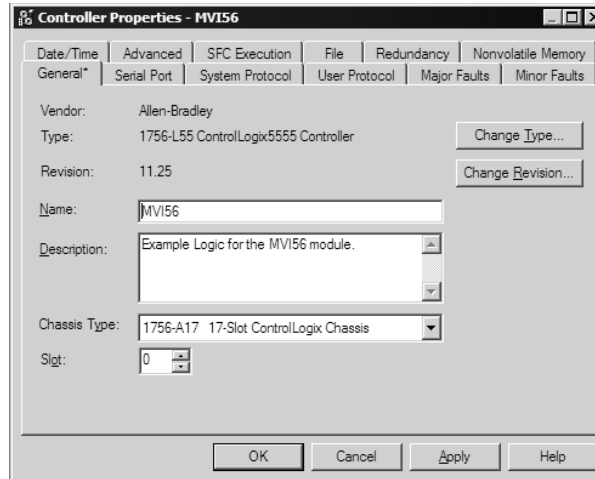 Controller Properties - MVI56
Date/Time Advanced SFC Execution File Redundancy Nonvolatile Memory
General* Serial Port System Protocol User Protocol Major Faults Minor Faults
Vendor: Allen-Bradley
Type: 1756-L55 ControlLogix5555 Controller Change Type...
Revision: 11.25 Change Revision...
Name: MVI56
Description: Example Logic for the MVI56 module.
Chassis Type: 1756-A17 17-Slot ControlLogix Chassis
Slot: 0
OK Cancel Apply Help